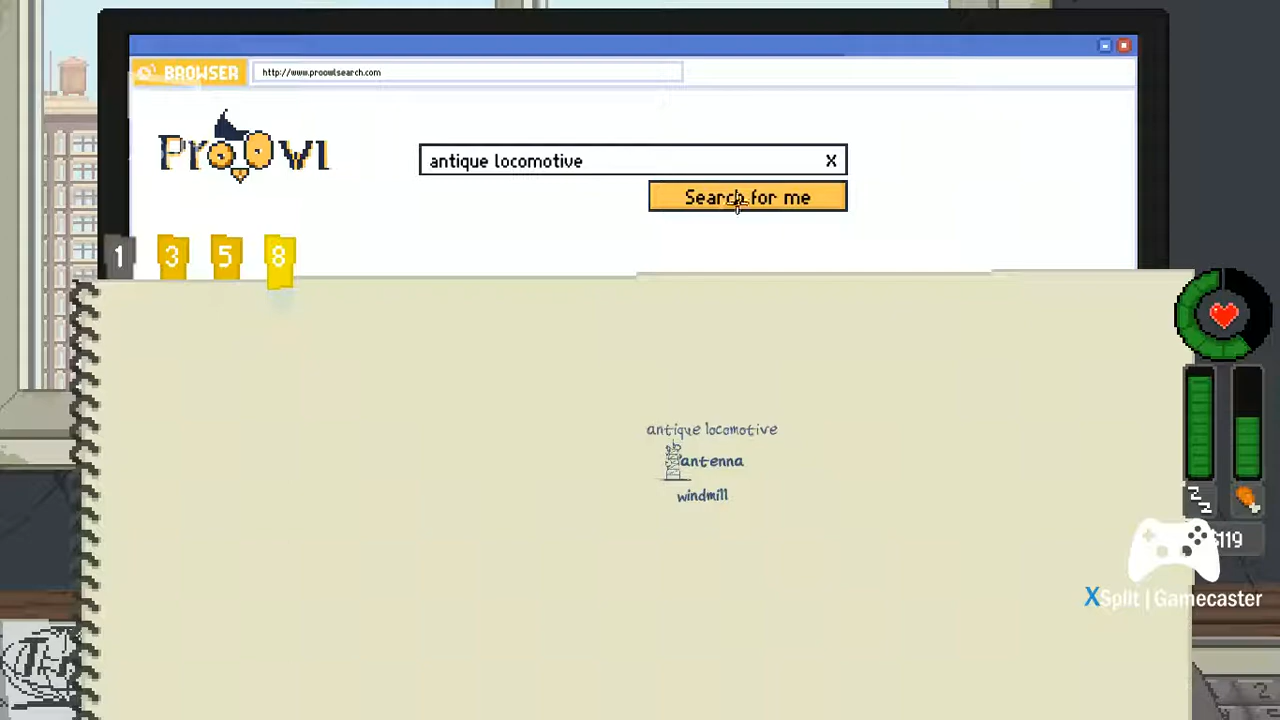 BROWSER http://www.proowlsearch.com
PrOOwl
antique locomotive X
Search for me
1 3 5 8
antique locomotive
antenna
windmill
119
XSplit | Gamecaster